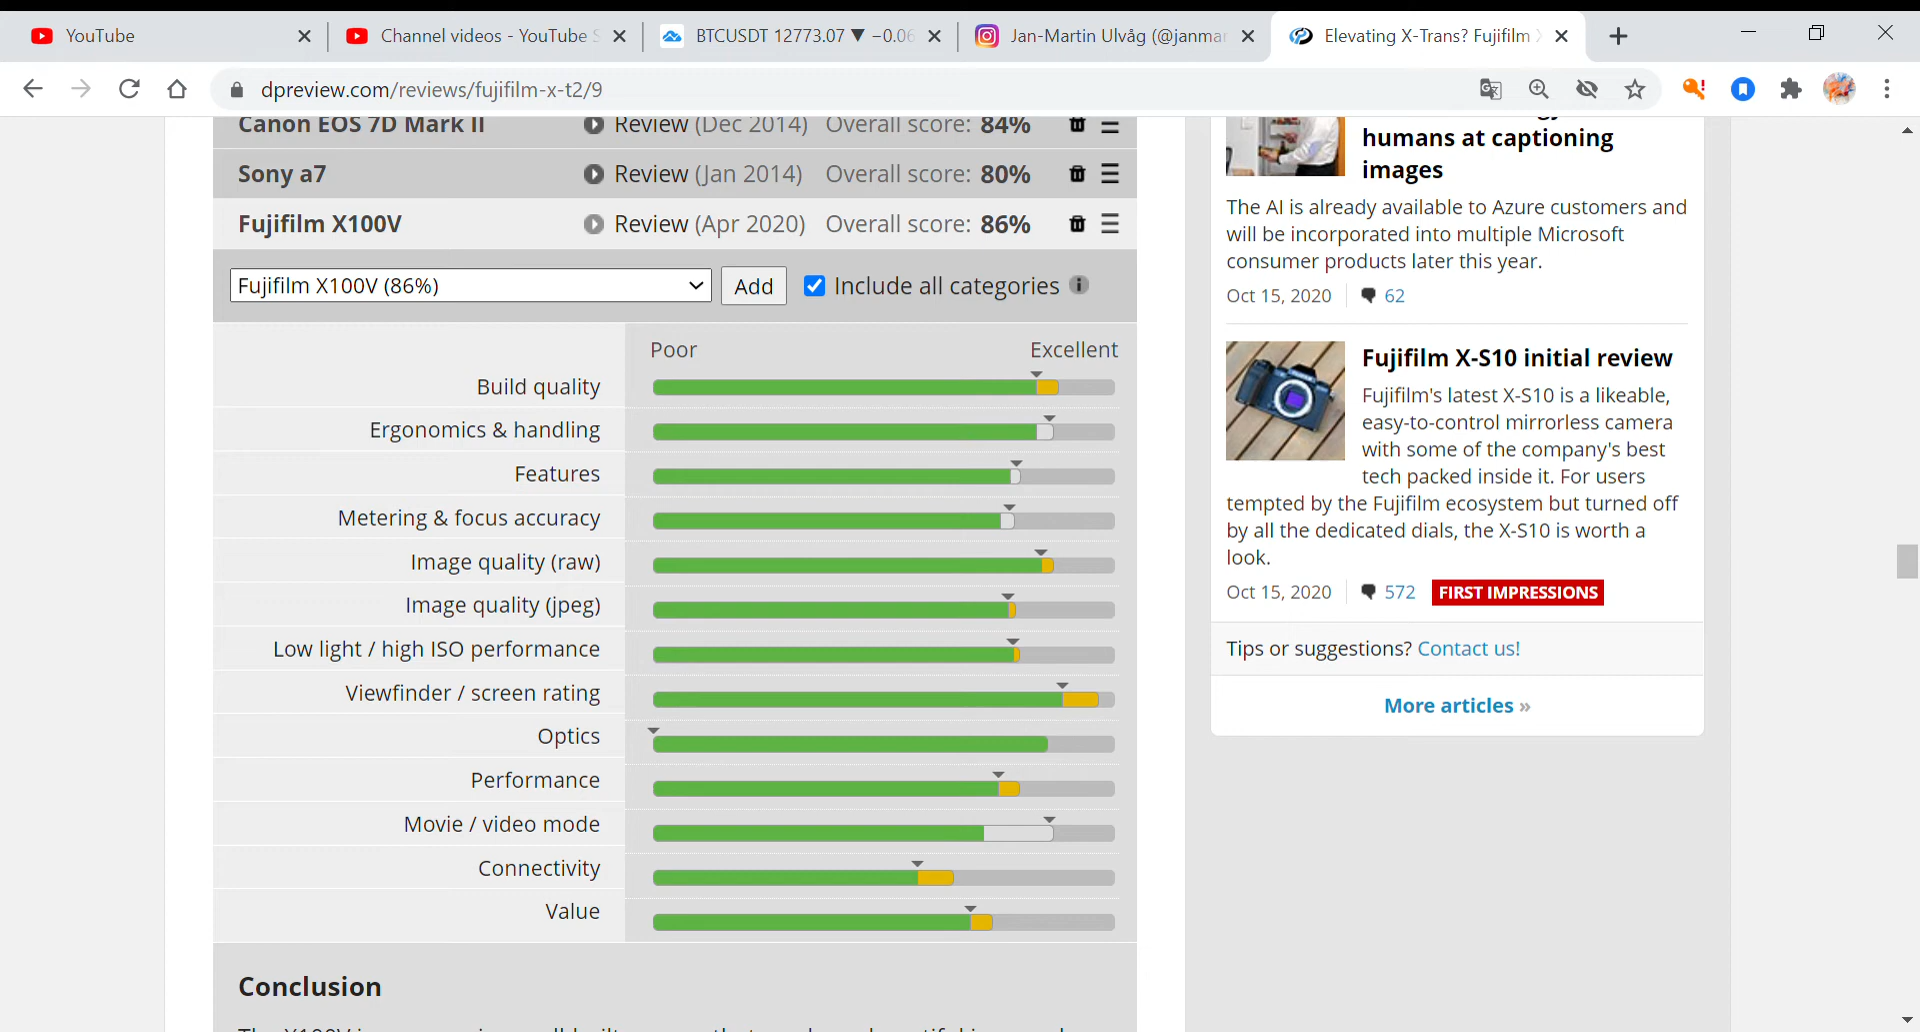 YouTube
Channel videos - YouTube S
BTCUSDT 12773.07 ▼ −0.06
Jan-Martin Ulvåg (@janmar
Elevating X-Trans? Fujifilm X
dpreview.com/reviews/fujifilm-x-t2/9
Canon EOS 7D Mark II Review (Dec 2014) Overall score: 84%
Sony a7 Review (Jan 2014) Overall score: 80%
Fujifilm X100V Review (Apr 2020) Overall score: 86%
Fujifilm X100V (86%) Add Include all categories
Poor Excellent
Build quality
Ergonomics & handling
Features
Metering & focus accuracy
Image quality (raw)
Image quality (jpeg)
Low light / high ISO performance
Viewfinder / screen rating
Optics
Performance
Movie / video mode
Connectivity
Value
Conclusion
humans at captioning
images
The AI is already available to Azure customers and
will be incorporated into multiple Microsoft
consumer products later this year.
Oct 15, 2020 62
Fujifilm X-S10 initial review
Fujifilm's latest X-S10 is a likeable,
easy-to-control mirrorless camera
with some of the company's best
tech packed inside it. For users
tempted by the Fujifilm ecosystem but turned off
by all the dedicated dials, the X-S10 is worth a
look.
Oct 15, 2020 572 FIRST IMPRESSIONS
Tips or suggestions? Contact us!
More articles »